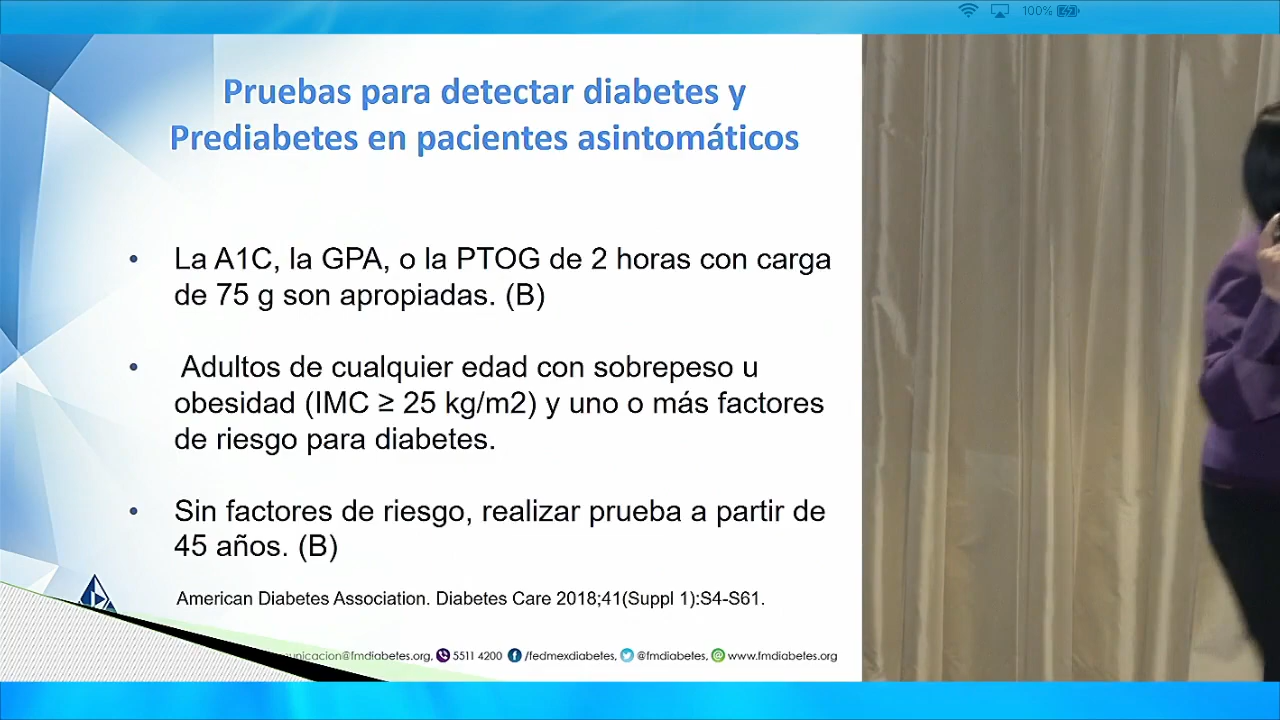 100%
Pruebas para detectar diabetes y
Prediabetes en pacientes asintomáticos
• La A1C, la GPA, o la PTOG de 2 horas con carga
de 75 g son apropiadas. (B)
• Adultos de cualquier edad con sobrepeso u
obesidad (IMC ≥ 25 kg/m2) y uno o más factores
de riesgo para diabetes.
• Sin factores de riesgo, realizar prueba a partir de
45 años. (B)
American Diabetes Association. Diabetes Care 2018;41(Suppl 1):S4-S61.
unicacion@fmdiabetes.org, 5511 4200 /fedmexdiabetes, @fmdiabetes, www.fmdiabetes.org